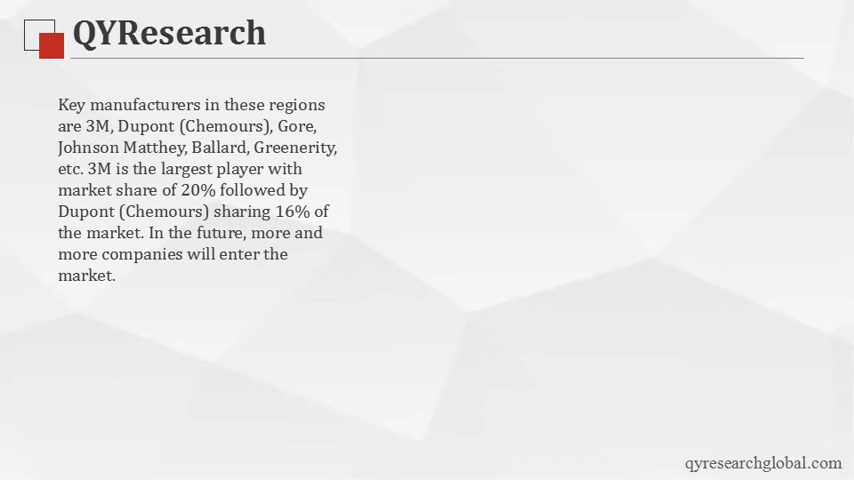 QYResearch
Key manufacturers in these regions
are 3M, Dupont (Chemours), Gore,
Johnson Matthey, Ballard, Greenerity,
etc. 3M is the largest player with
market share of 20% followed by
Dupont (Chemours) sharing 16% of
the market. In the future, more and
more companies will enter the
market.
qyresearchglobal.com